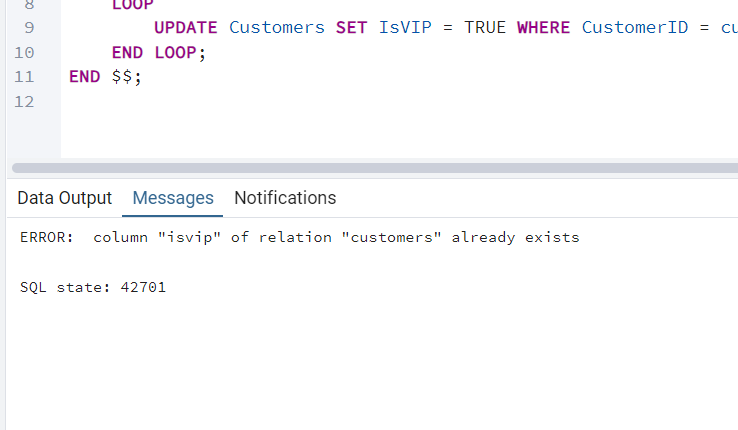 8 LOOP
9 UPDATE Customers SET IsVIP = TRUE WHERE CustomerID = cu
10 END LOOP;
11 END $$;
12
Data Output Messages Notifications
ERROR:  column "isvip" of relation "customers" already exists
SQL state: 42701